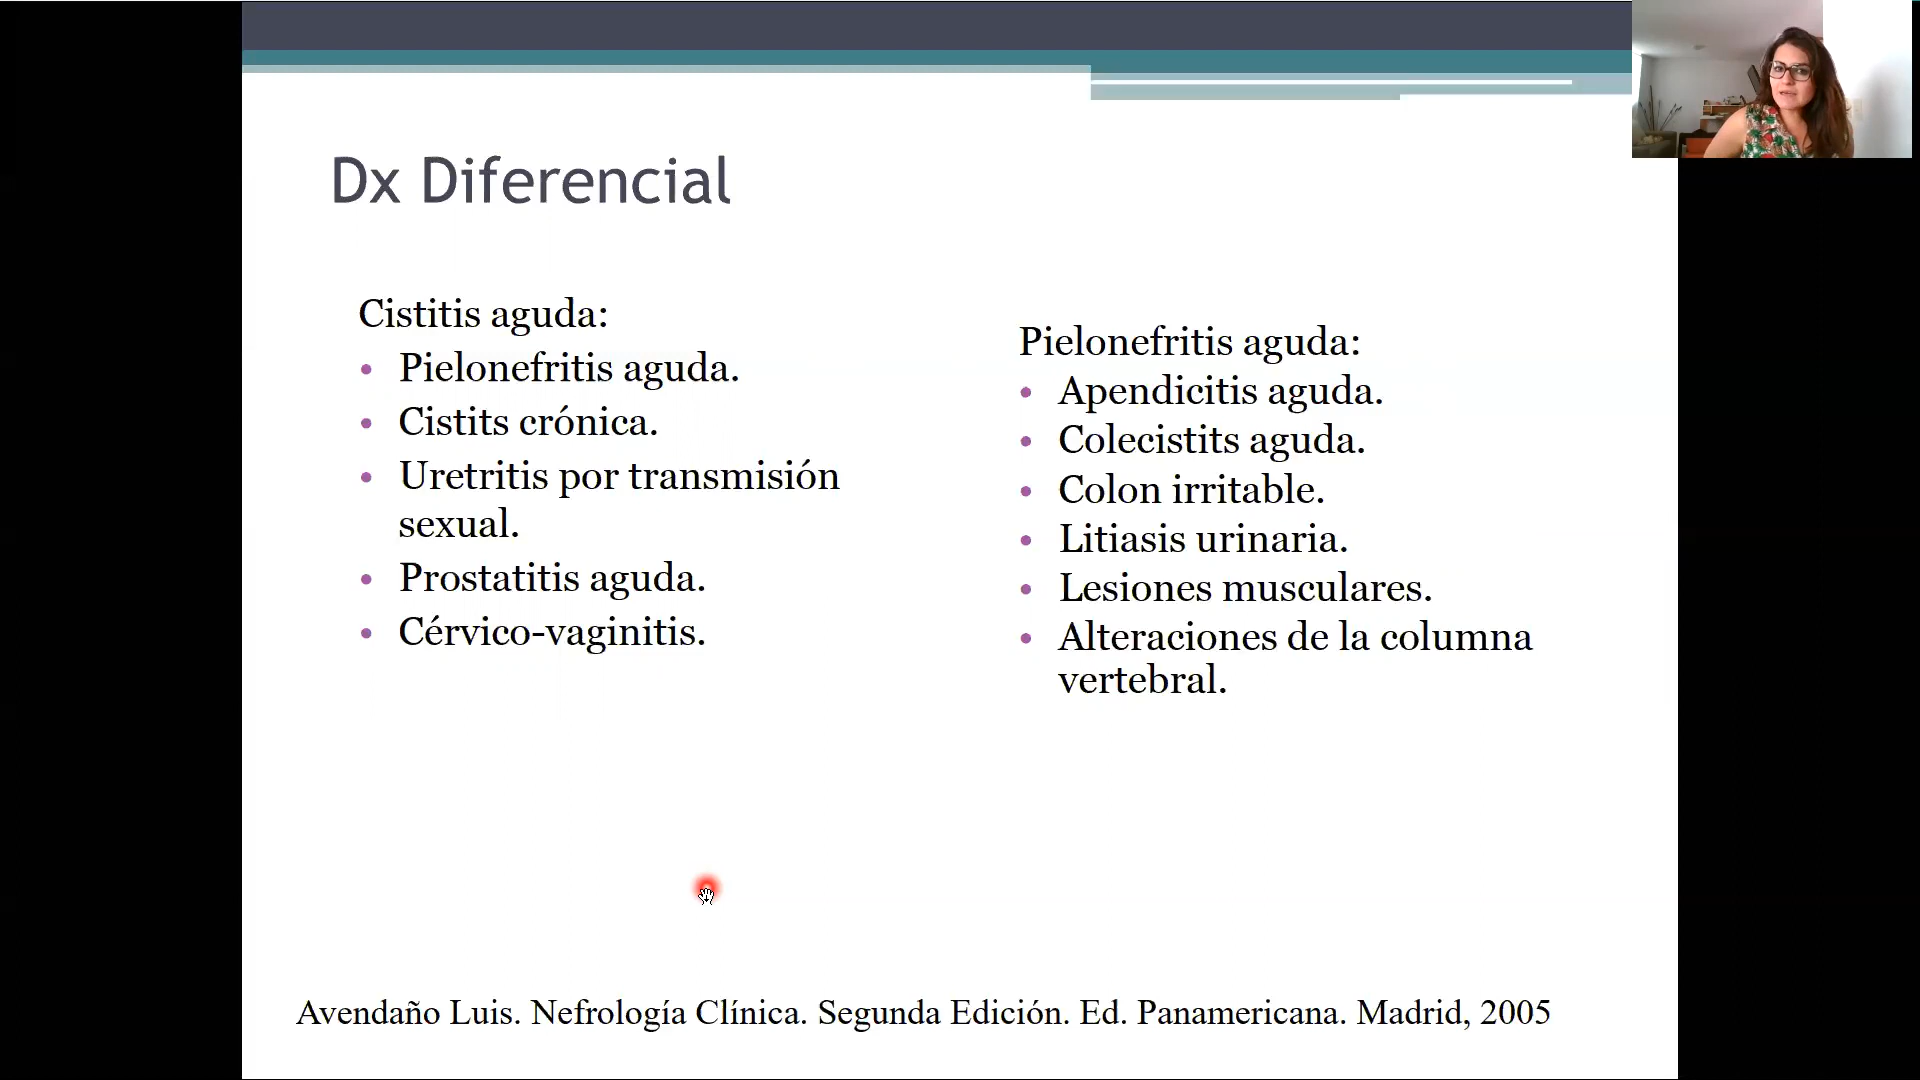 Dx Diferencial
Cistitis aguda:
• Pielonefritis aguda.
• Cistits crónica.
• Uretritis por transmisión
sexual.
• Prostatitis aguda.
• Cérvico-vaginitis.
Pielonefritis aguda:
• Apendicitis aguda.
• Colecistits aguda.
• Colon irritable.
• Litiasis urinaria.
• Lesiones musculares.
• Alteraciones de la columna
vertebral.
Avendaño Luis. Nefrología Clínica. Segunda Edición. Ed. Panamericana. Madrid, 2005